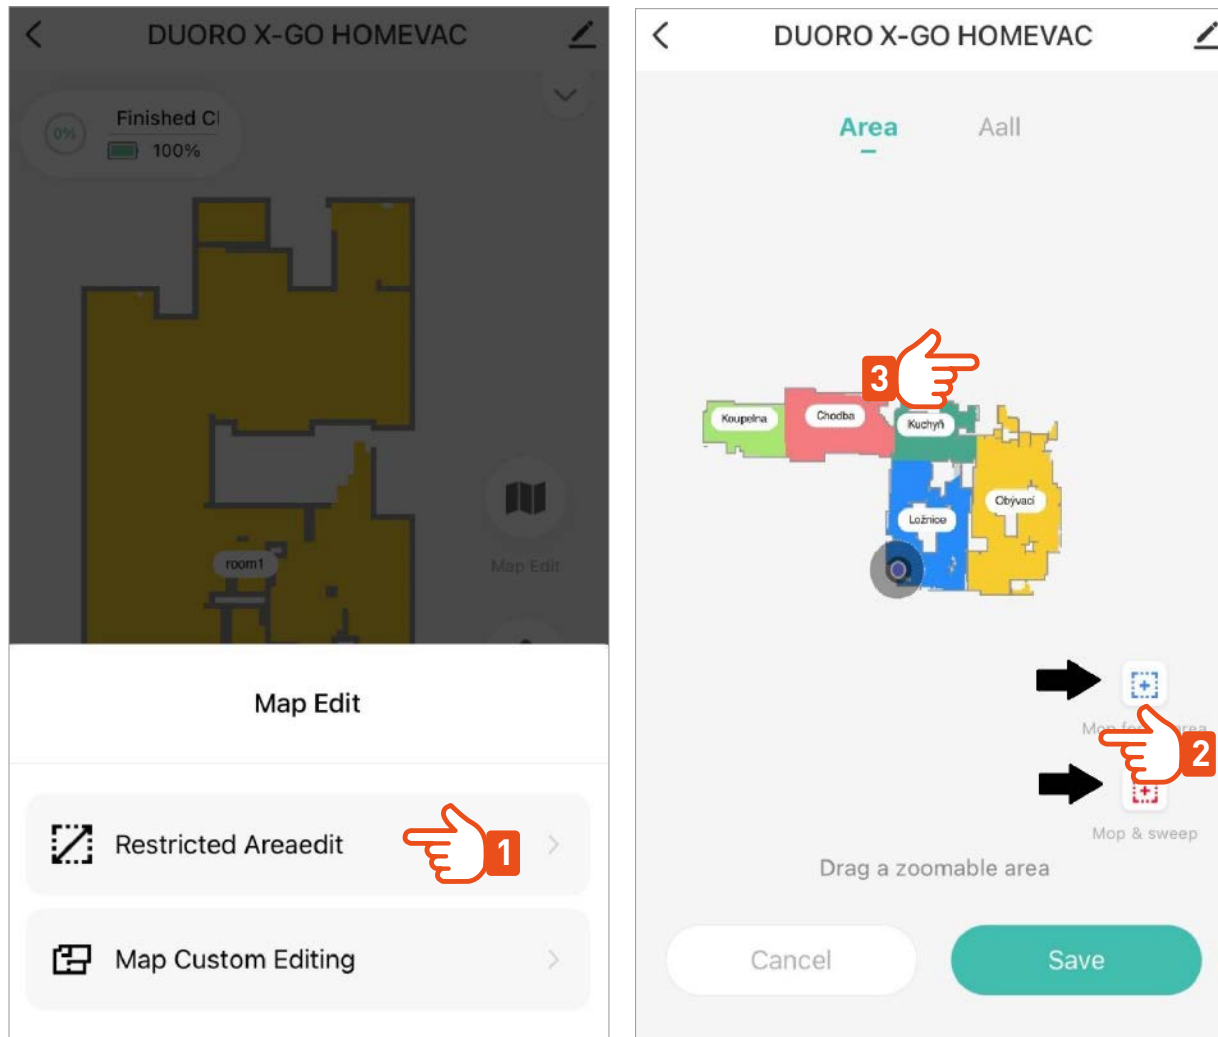 DUORO X-GO HOMEVAC
0%
Finished Cl
100%
room1
Map Edit
Map Edit
Restricted Areaedit
1
Map Custom Editing
DUORO X-GO HOMEVAC
Area
Aall
3
Koupelna
Chodba
Kuchyň
Obývací
Ložnice
Mop
2
Mop & sweep
Drag a zoomable area
Cancel
Save